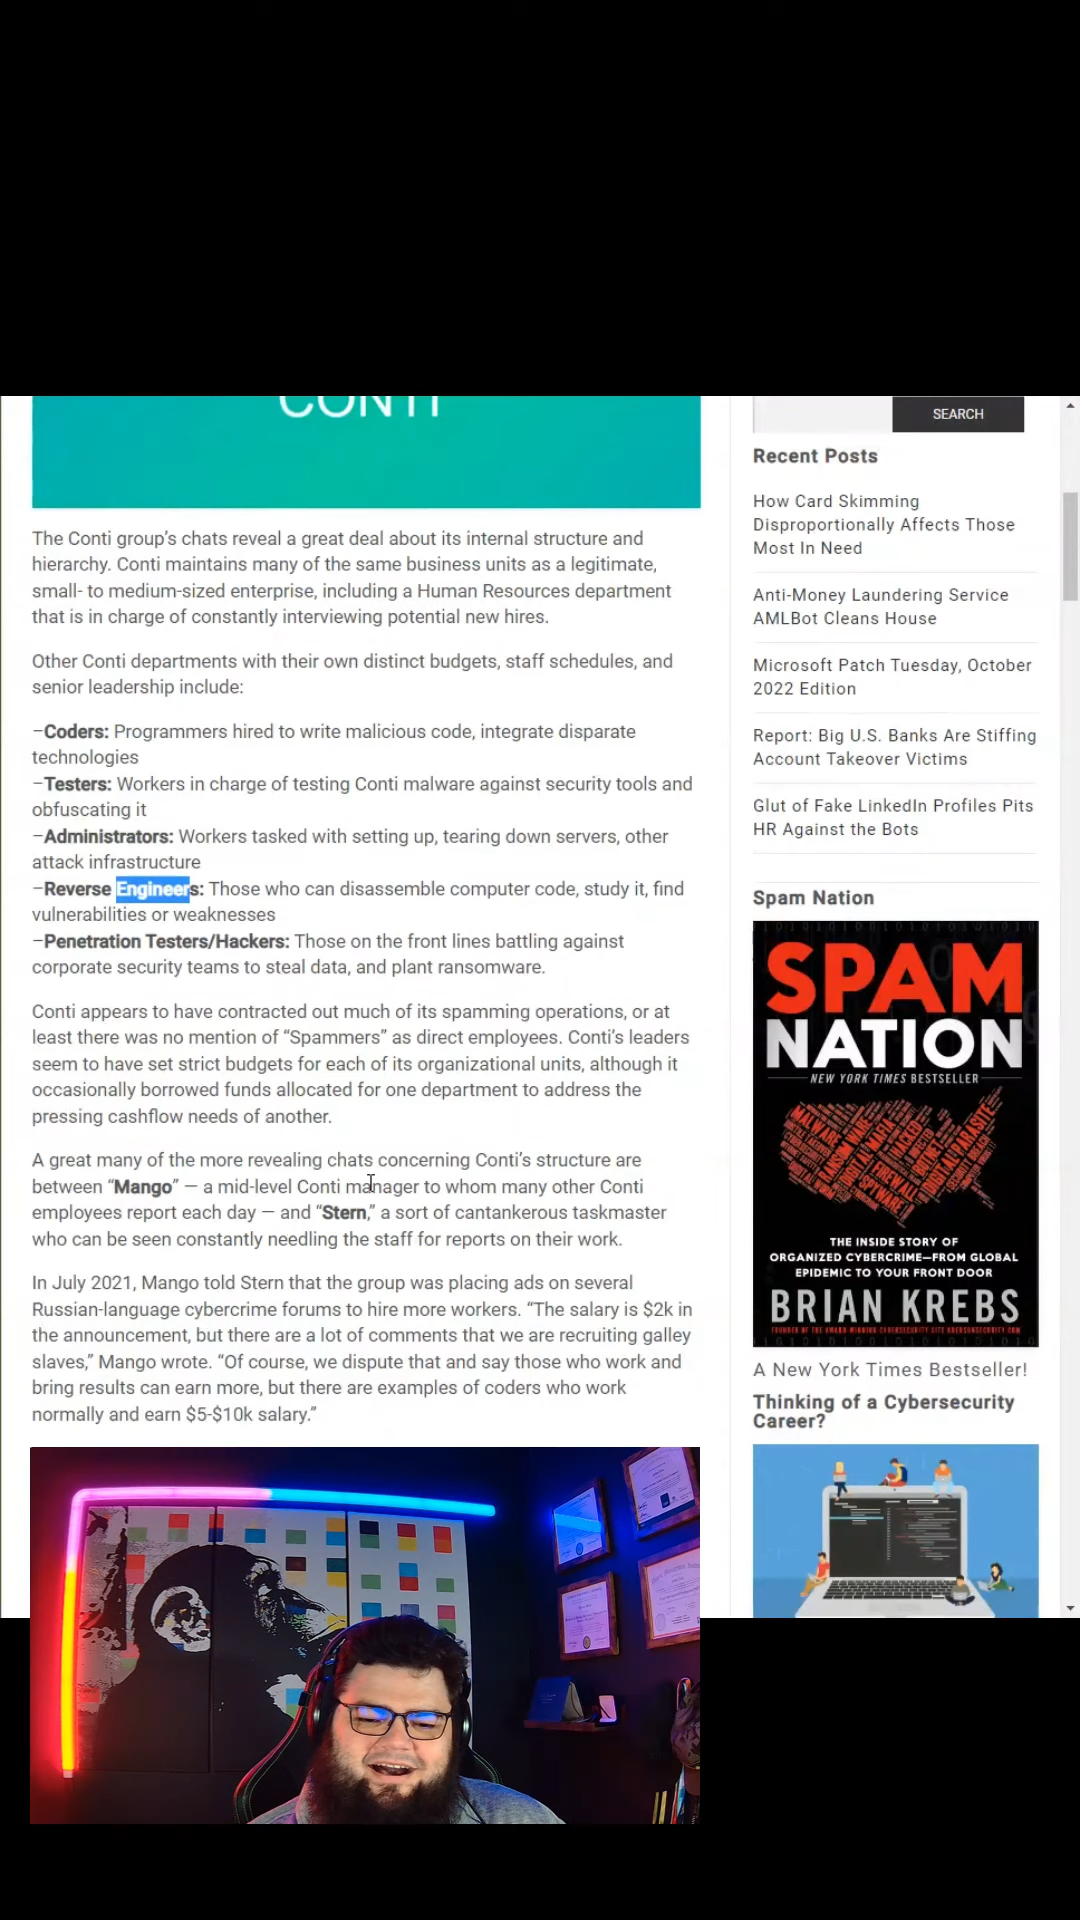 CONTI
The Conti group’s chats reveal a great deal about its internal structure and
hierarchy. Conti maintains many of the same business units as a legitimate,
small- to medium-sized enterprise, including a Human Resources department
that is in charge of constantly interviewing potential new hires.
Other Conti departments with their own distinct budgets, staff schedules, and
senior leadership include:
–Coders: Programmers hired to write malicious code, integrate disparate
technologies
–Testers: Workers in charge of testing Conti malware against security tools and
obfuscating it
–Administrators: Workers tasked with setting up, tearing down servers, other
attack infrastructure
–Reverse Engineers: Those who can disassemble computer code, study it, find
vulnerabilities or weaknesses
–Penetration Testers/Hackers: Those on the front lines battling against
corporate security teams to steal data, and plant ransomware.
Conti appears to have contracted out much of its spamming operations, or at
least there was no mention of “Spammers” as direct employees. Conti’s leaders
seem to have set strict budgets for each of its organizational units, although it
occasionally borrowed funds allocated for one department to address the
pressing cashflow needs of another.
A great many of the more revealing chats concerning Conti’s structure are
between “Mango” — a mid-level Conti manager to whom many other Conti
employees report each day — and “Stern,” a sort of cantankerous taskmaster
who can be seen constantly needling the staff for reports on their work.
In July 2021, Mango told Stern that the group was placing ads on several
Russian-language cybercrime forums to hire more workers. “The salary is $2k in
the announcement, but there are a lot of comments that we are recruiting galley
slaves,” Mango wrote. “Of course, we dispute that and say those who work and
bring results can earn more, but there are examples of coders who work
normally and earn $5-$10k salary.”
SEARCH
Recent Posts
How Card Skimming
Disproportionally Affects Those
Most In Need
Anti-Money Laundering Service
AMLBot Cleans House
Microsoft Patch Tuesday, October
2022 Edition
Report: Big U.S. Banks Are Stiffing
Account Takeover Victims
Glut of Fake LinkedIn Profiles Pits
HR Against the Bots
Spam Nation
SPAM
NATION
NEW YORK TIMES BESTSELLER
THE INSIDE STORY OF
ORGANIZED CYBERCRIME—FROM GLOBAL
EPIDEMIC TO YOUR FRONT DOOR
BRIAN KREBS
A New York Times Bestseller!
Thinking of a Cybersecurity
Career?